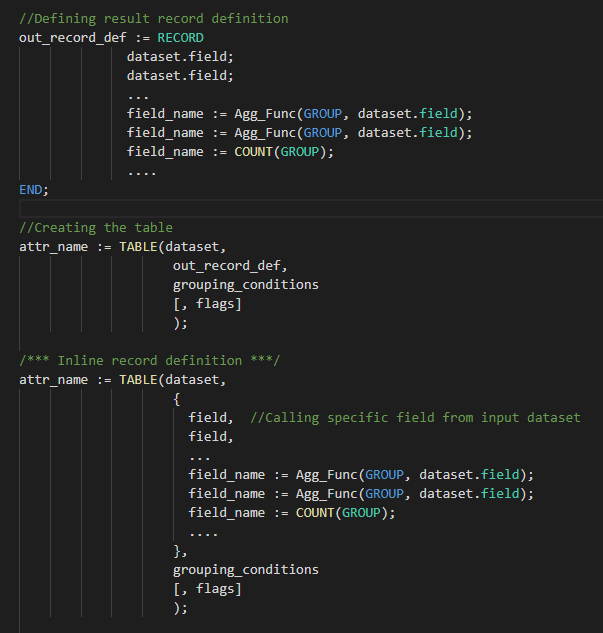 //Defining result record definition
out_record_def := RECORD
dataset.field;
dataset.field;
...
field_name := Agg_Func(GROUP, dataset.field);
field_name := Agg_Func(GROUP, dataset.field);
field_name := COUNT(GROUP);
....
END;
//Creating the table
attr_name := TABLE(dataset,
out_record_def,
grouping_conditions
[, flags]
);
/*** Inline record definition ***/
attr_name := TABLE(dataset,
{
field,  //Calling specific field from input dataset
field,
...
field_name := Agg_Func(GROUP, dataset.field);
field_name := Agg_Func(GROUP, dataset.field);
field_name := COUNT(GROUP);
....
},
grouping_conditions
[, flags]
);